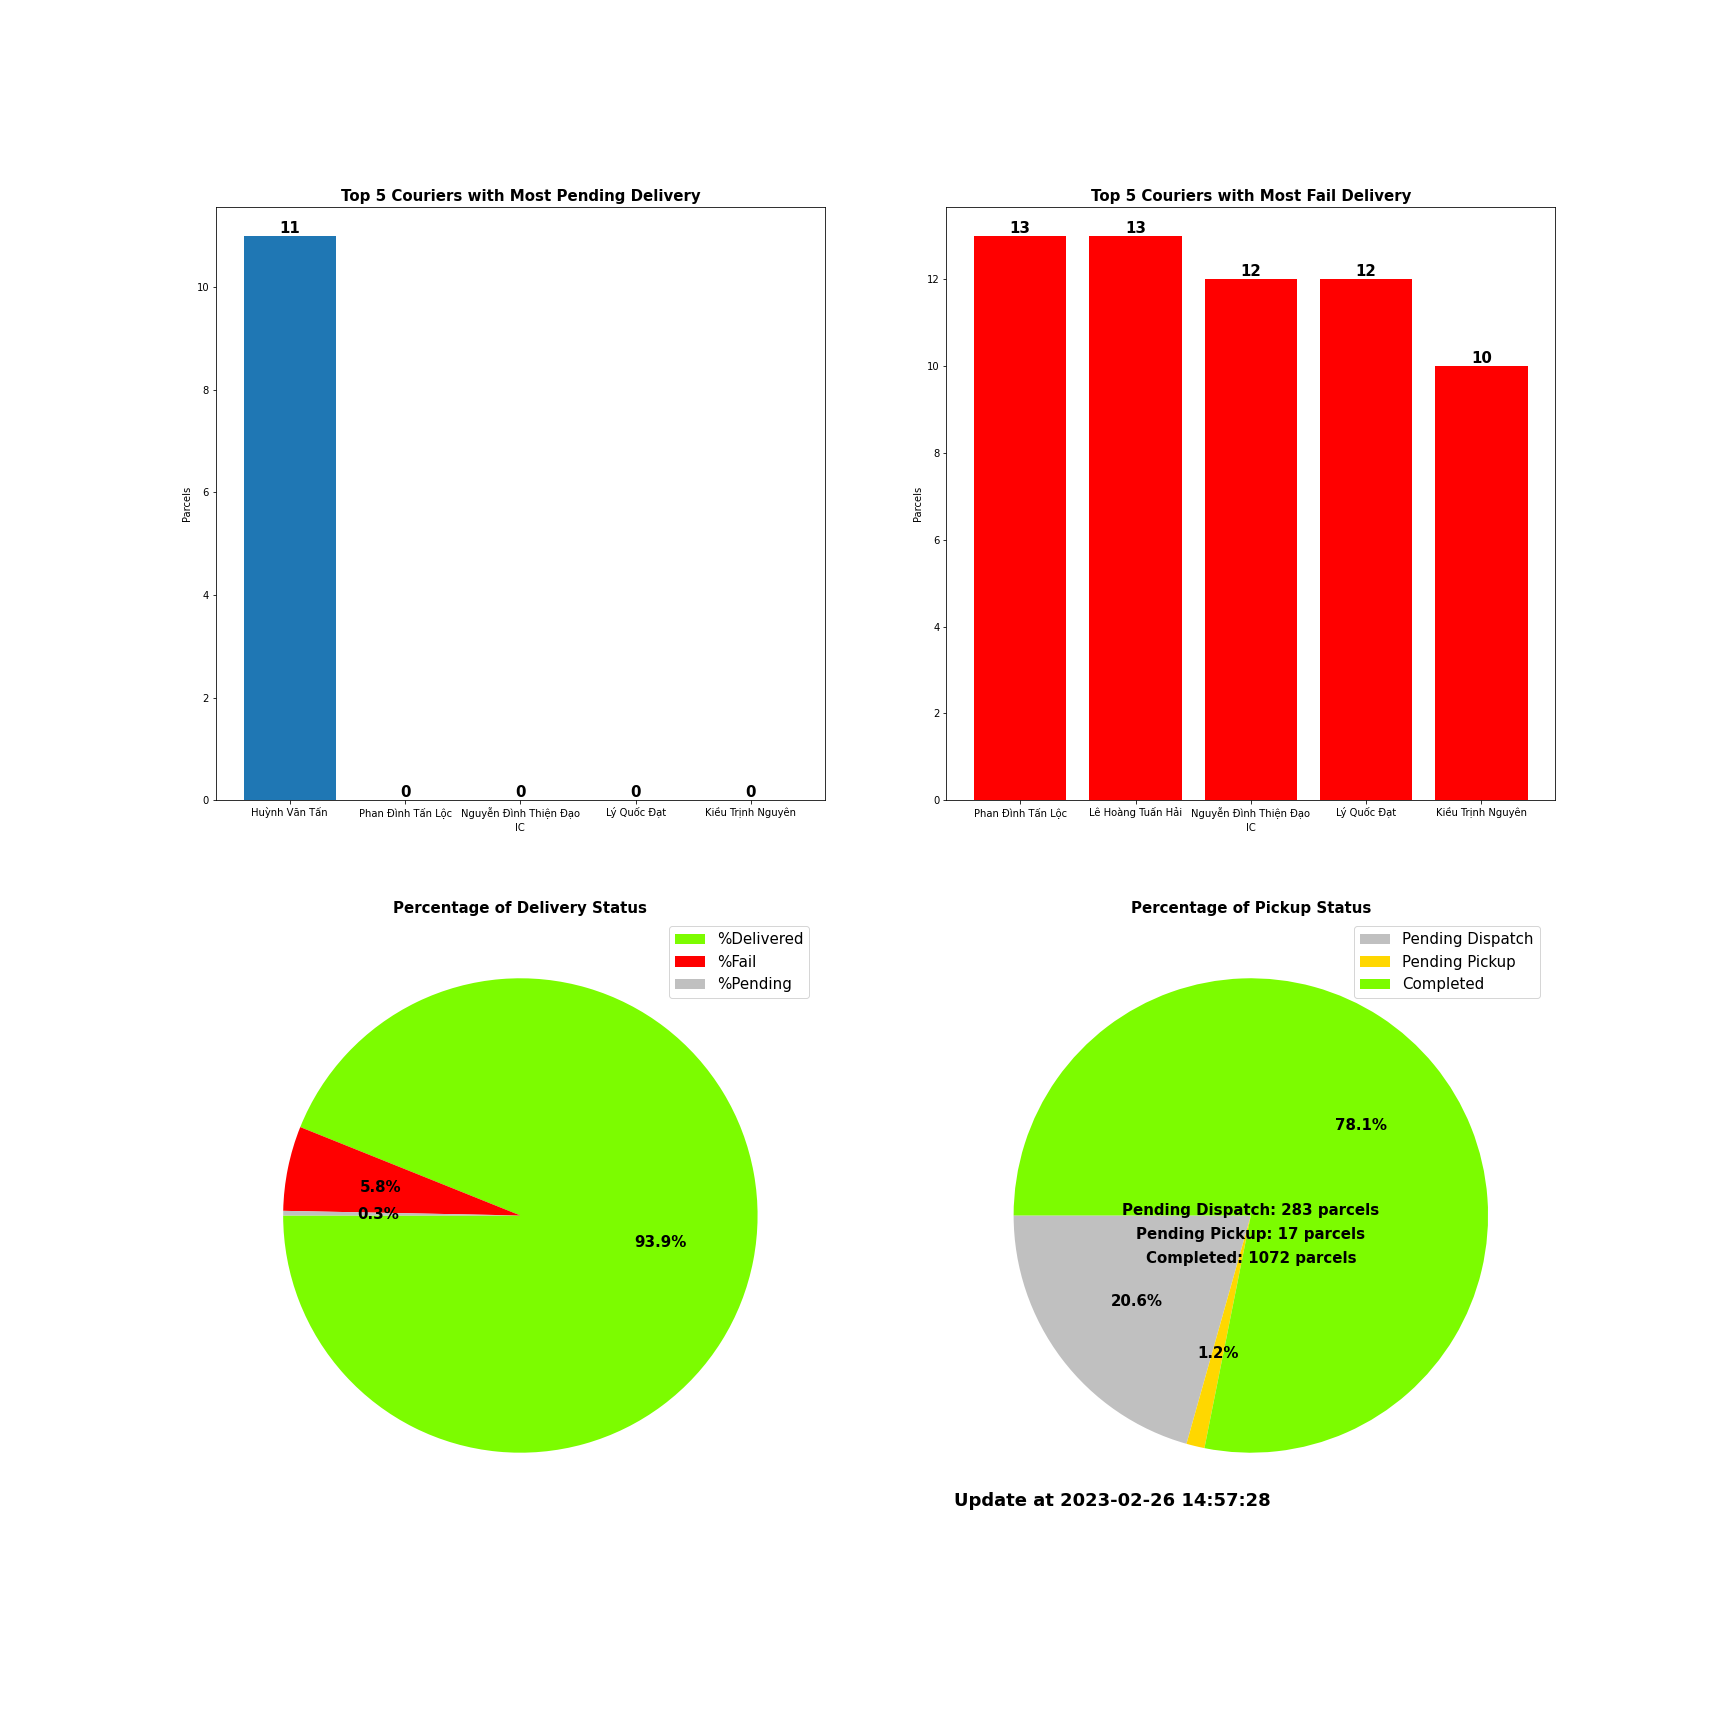 Top 5 Couriers with Most Pending Delivery
11
10
8
6
4
2
0
0
0
0
0
Parcels
Huỳnh Văn Tấn
Phan Đình Tấn Lộc
Nguyễn Đình Thiện Đạo
Lý Quốc Đạt
Kiều Trịnh Nguyên
IC
Top 5 Couriers with Most Fail Delivery
13
13
12
12
10
12
10
8
6
4
2
0
Parcels
Phan Đình Tấn Lộc
Lê Hoàng Tuấn Hải
Nguyễn Đình Thiện Đạo
Lý Quốc Đạt
Kiều Trịnh Nguyên
IC
Percentage of Delivery Status
%Delivered
%Fail
%Pending
5.8%
0.3%
93.9%
Percentage of Pickup Status
Pending Dispatch
Pending Pickup
Completed
78.1%
Pending Dispatch: 283 parcels
Pending Pickup: 17 parcels
Completed: 1072 parcels
20.6%
1.2%
Update at 2023-02-26 14:57:28